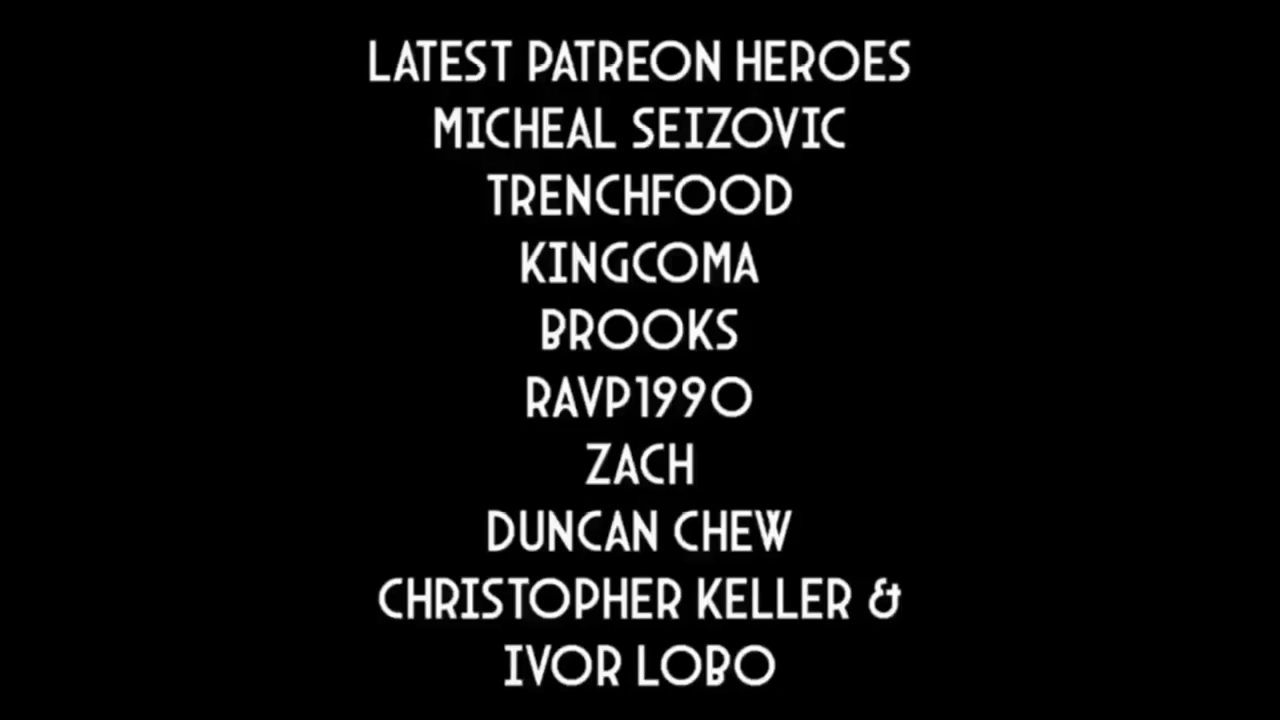 LATEST PATREON HEROES
MICHEAL SEIZOVIC
TRENCHFOOD
KINGCOMA
BROOKS
RAVP1990
ZACH
DUNCAN CHEW
CHRISTOPHER KELLER &
IVOR LOBO